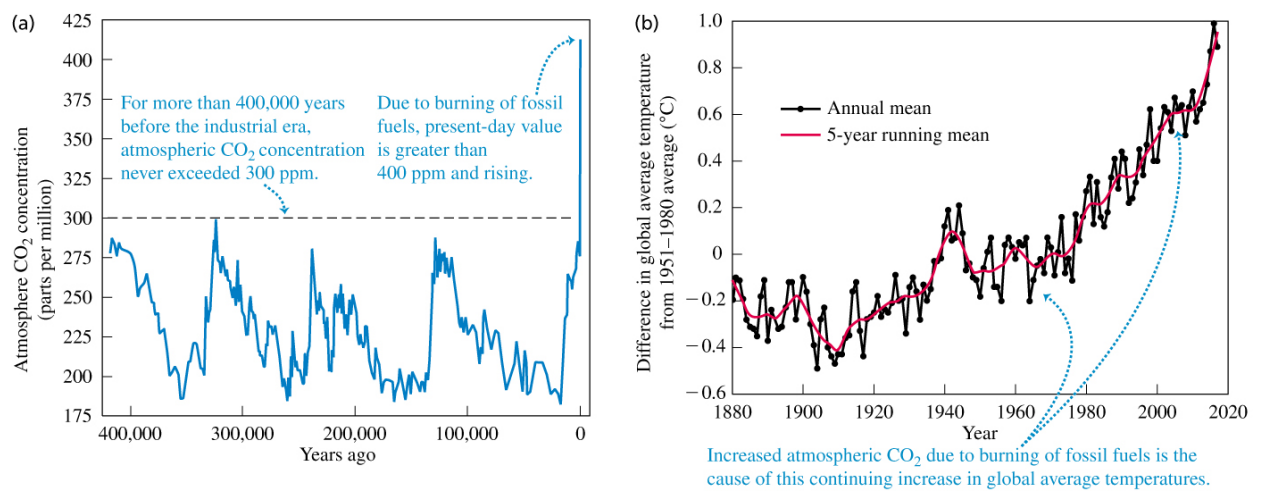 (a)
425
400
375
350
325
300
275
250
225
200
175
Atmosphere CO₂ concentration
(parts per million)
For more than 400,000 years
before the industrial era,
atmospheric CO₂ concentration
never exceeded 300 ppm.
Due to burning of fossil
fuels, present-day value
is greater than
400 ppm and rising.
400,000
300,000
200,000
100,000
0
Years ago
(b)
1.0
0.8
0.6
0.4
0.2
0
−0.2
−0.4
−0.6
Difference in global average temperature
from 1951–1980 average (°C)
Annual mean
5-year running mean
1880
1900
1920
1940
1960
1980
2000
2020
Year
Increased atmospheric CO₂ due to burning of fossil fuels is the
cause of this continuing increase in global average temperatures.